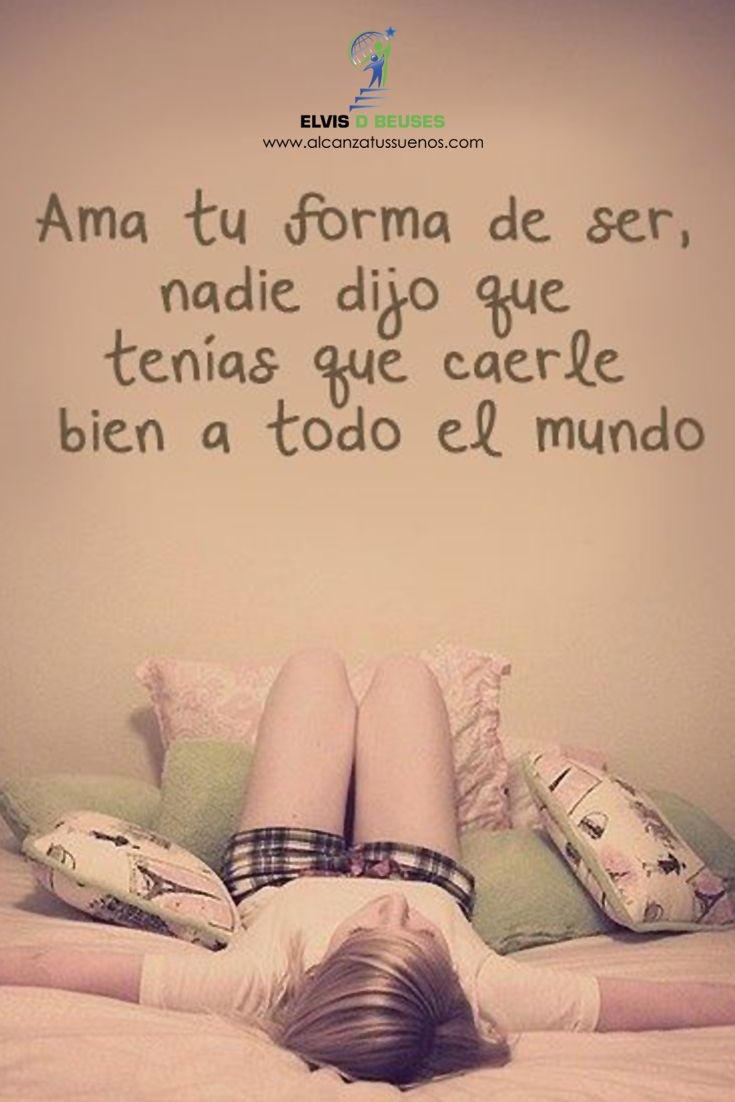 ELVIS D BEUSES
www.alcanzatussuenos.com
Ama tu forma de ser,
nadie dijo que
tenías que caerle
bien a todo el mundo